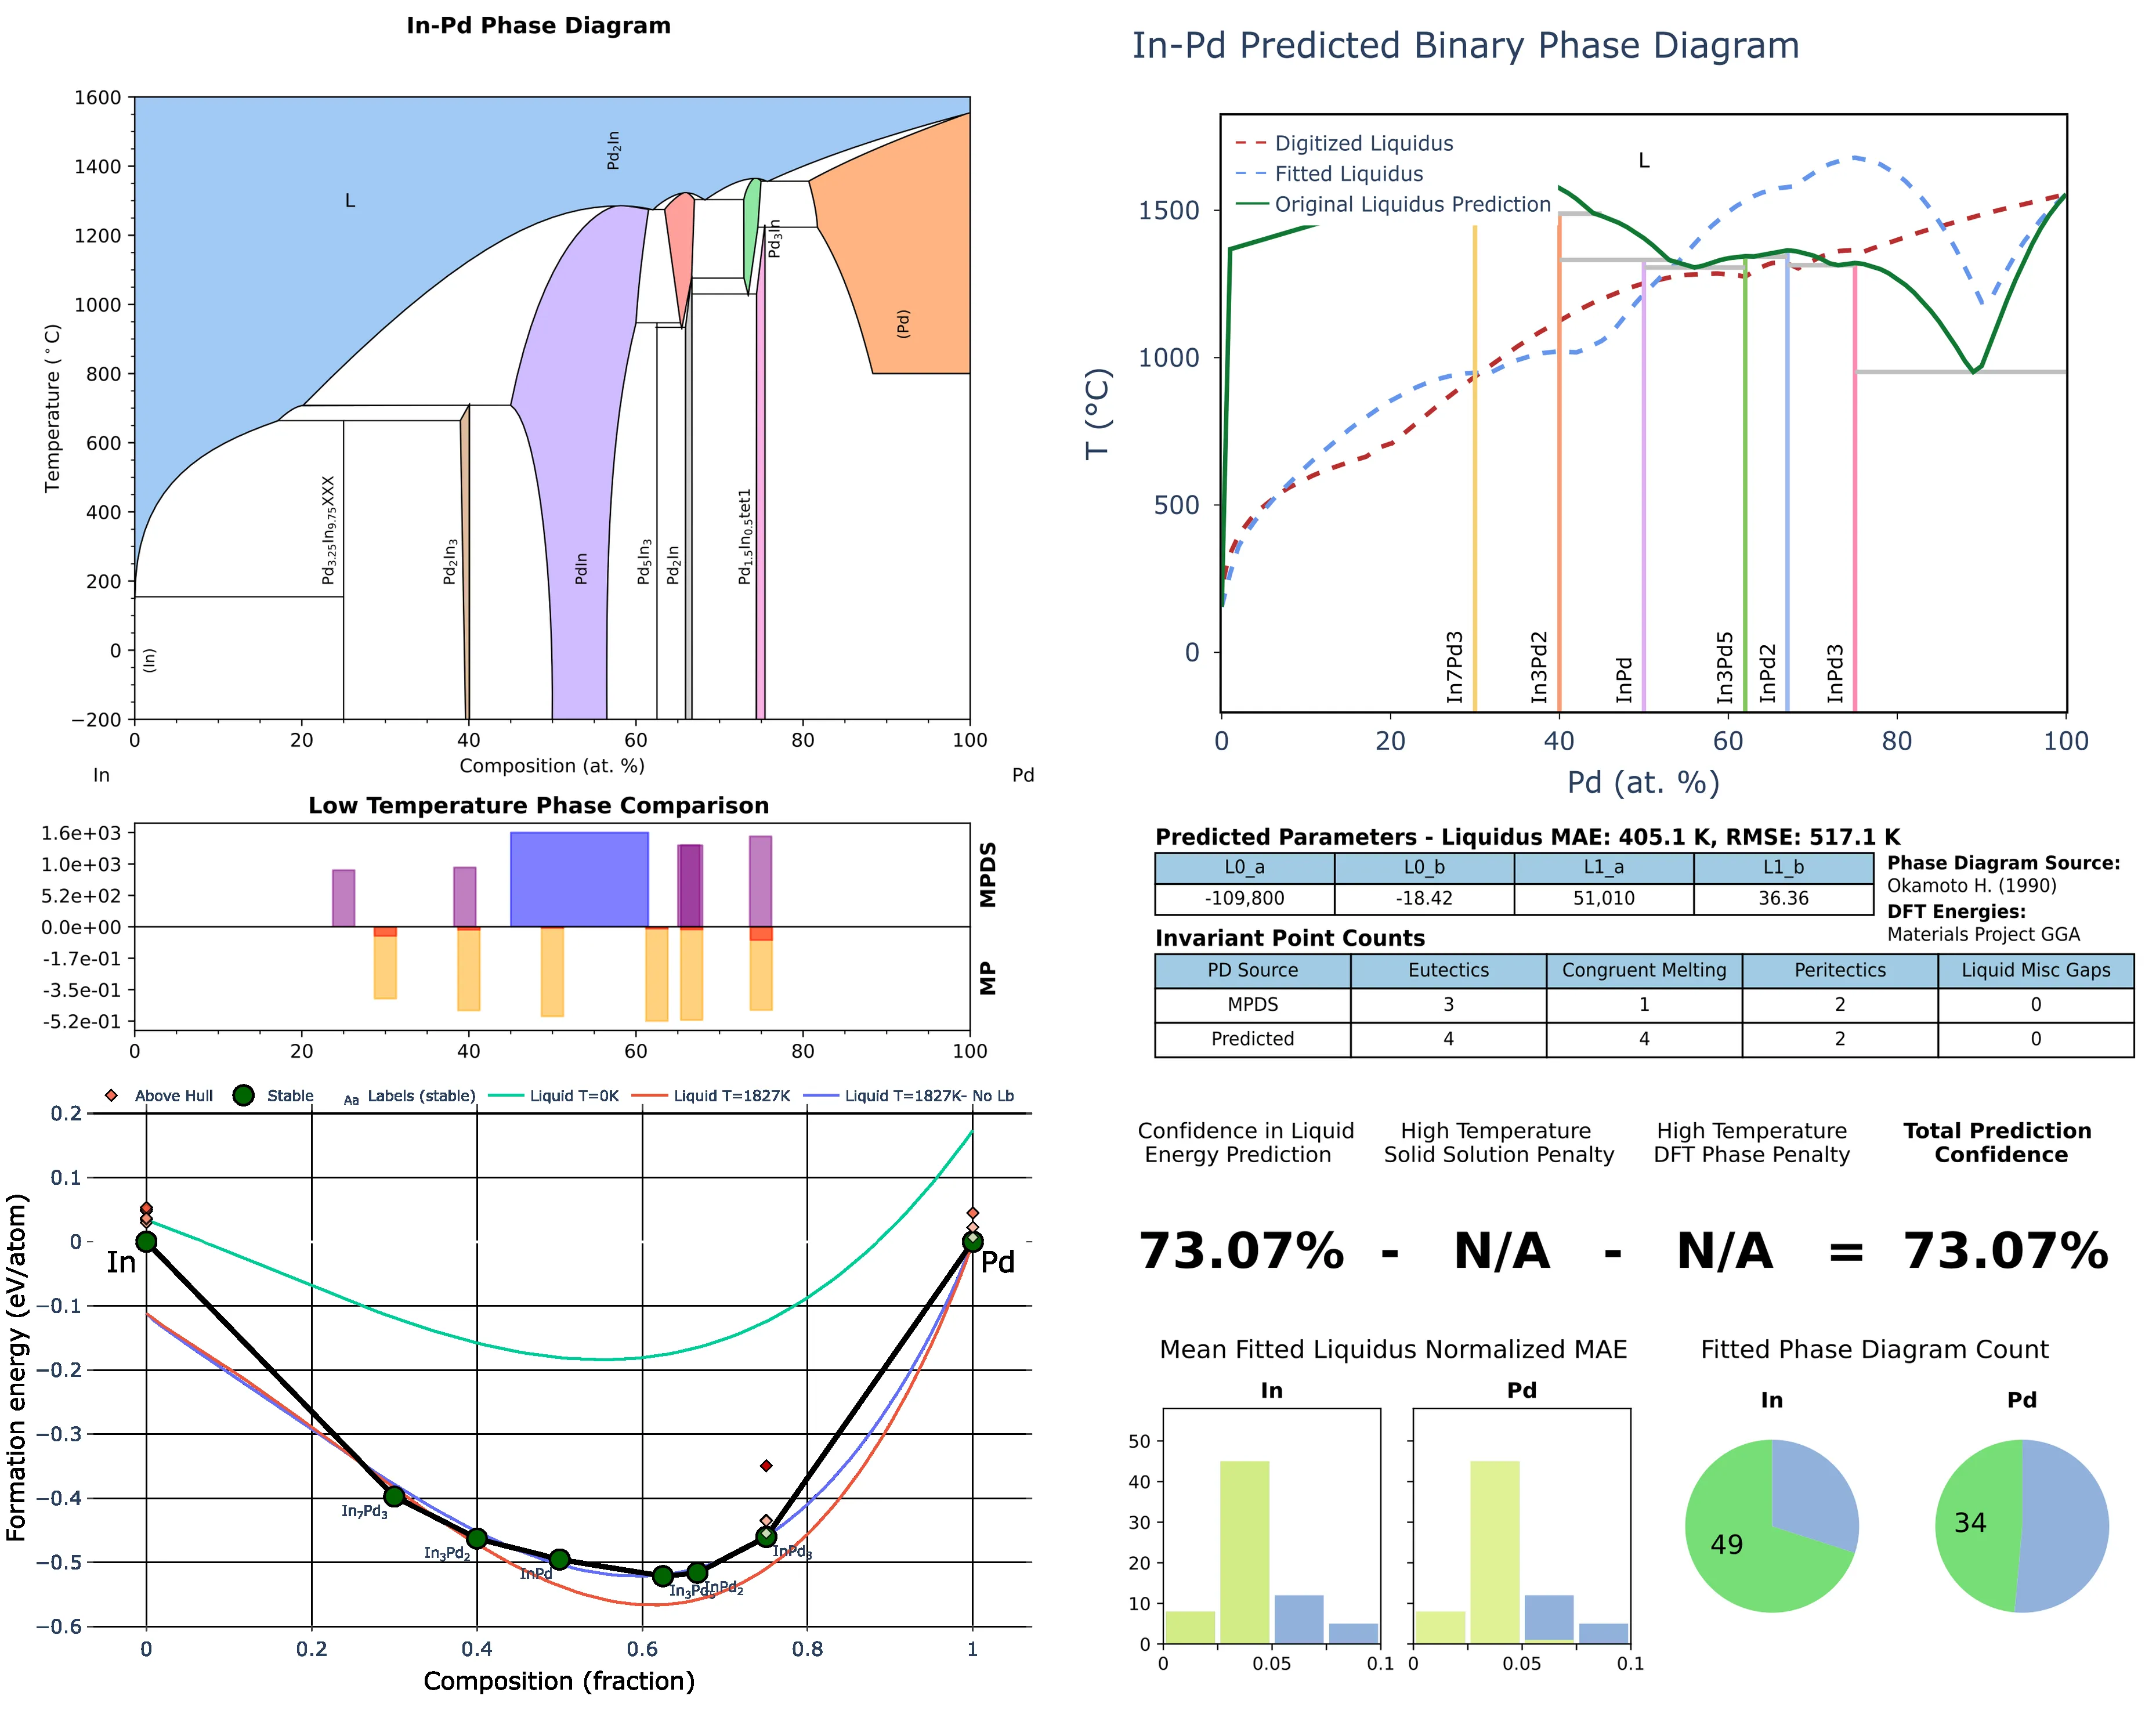 In-Pd Phase Diagram
1600
1400
1200
1000
800
600
400
200
0
−200
Temperature (°C)
L
Pd₂In
Pd₃In
(Pd)
(In)
Pd₃.₂₅In₉.₇₅XXX
Pd₂In₃
PdIn
Pd₅In₃
Pd₂In
Pd₁.₅In₀.₅tet1
0 20 40 60 80 100
Composition (at. %)
In Pd
In-Pd Predicted Binary Phase Diagram
Digitized Liquidus
Fitted Liquidus
Original Liquidus Prediction
L
1500
1000
500
0
T (°C)
In7Pd3
In3Pd2
InPd
In3Pd5
InPd2
InPd3
0 20 40 60 80 100
Pd (at. %)
Low Temperature Phase Comparison
1.6e+03
1.0e+03
5.2e+02
0.0e+00
-1.7e-01
-3.5e-01
-5.2e-01
MPDS
MP
0 20 40 60 80 100
Predicted Parameters - Liquidus MAE: 405.1 K, RMSE: 517.1 K
L0_a L0_b L1_a L1_b
-109,800 -18.42 51,010 36.36
Phase Diagram Source:
Okamoto H. (1990)
DFT Energies:
Materials Project GGA
Invariant Point Counts
PD Source Eutectics Congruent Melting Peritectics Liquid Misc Gaps
MPDS 3 1 2 0
Predicted 4 4 2 0
Above Hull Stable Aa Labels (stable) Liquid T=0K Liquid T=1827K Liquid T=1827K- No Lb
0.2
0.1
0
−0.1
−0.2
−0.3
−0.4
−0.5
−0.6
Formation energy (eV/atom)
In
Pd
In₇Pd₃
In₃Pd₂
InPd
In₃Pd₅
InPd₂
InPd₃
0 0.2 0.4 0.6 0.8 1
Composition (fraction)
Confidence in Liquid
Energy Prediction
High Temperature
Solid Solution Penalty
High Temperature
DFT Phase Penalty
Total Prediction
Confidence
73.07% - N/A - N/A = 73.07%
Mean Fitted Liquidus Normalized MAE
In Pd
50
40
30
20
10
0
0 0.05 0.1
0 0.05 0.1
Fitted Phase Diagram Count
In Pd
49
34